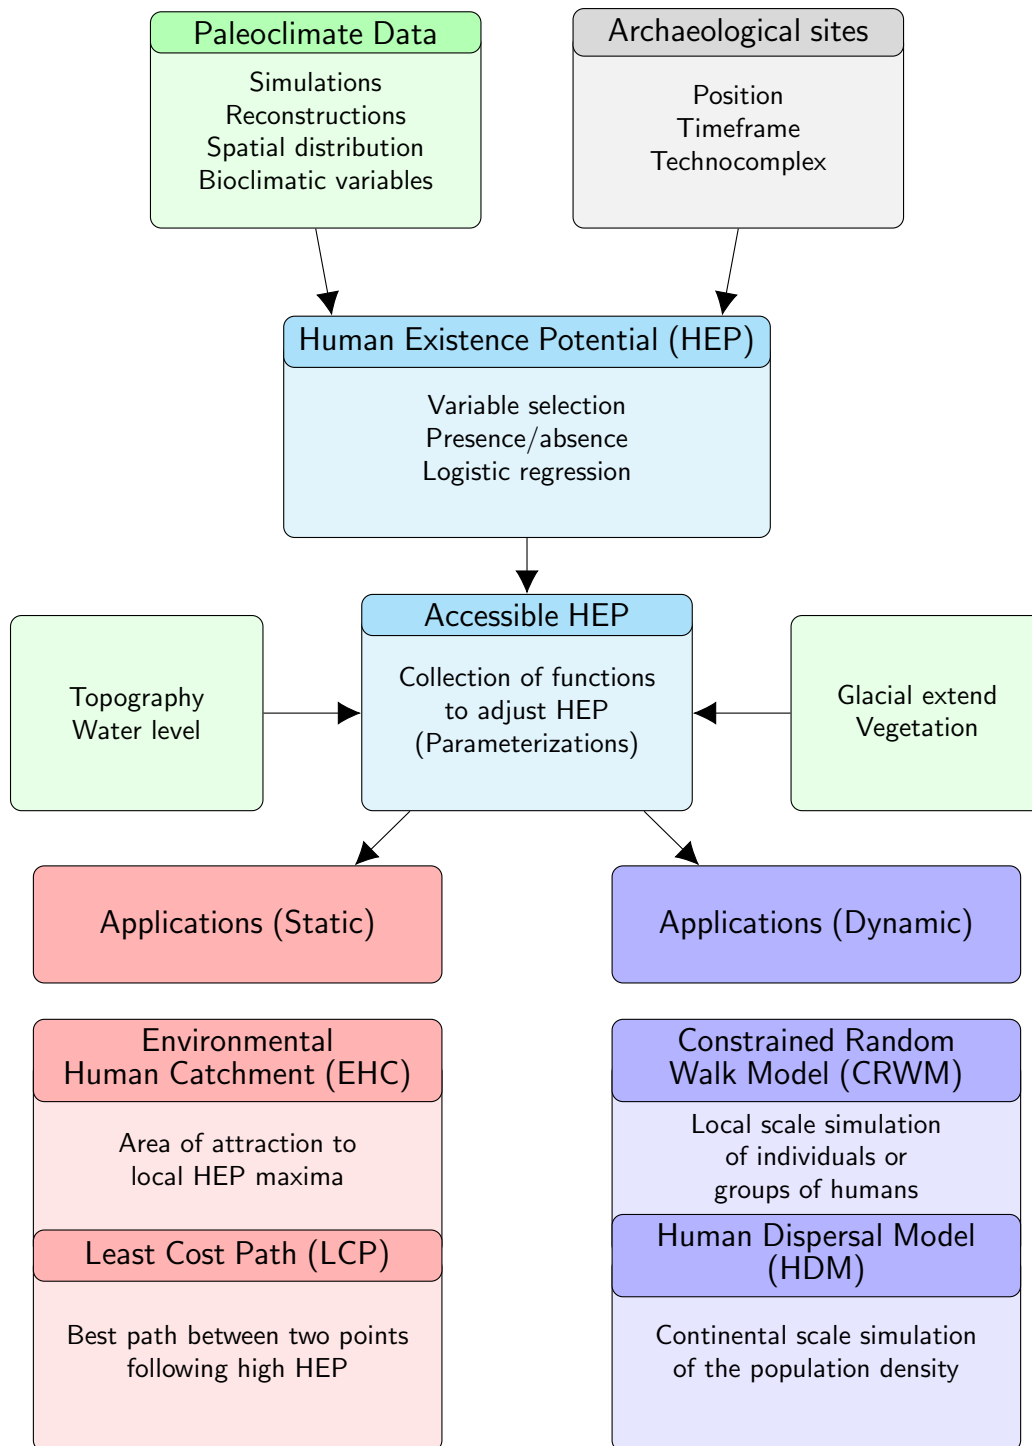 Paleoclimate Data
Simulations
Reconstructions
Spatial distribution
Bioclimatic variables
Archaeological sites
Position
Timeframe
Technocomplex
Human Existence Potential (HEP)
Variable selection
Presence/absence
Logistic regression
Topography
Water level
Accessible HEP
Collection of functions
to adjust HEP
(Parameterizations)
Glacial extend
Vegetation
Applications (Static)
Environmental
Human Catchment (EHC)
Area of attraction to
local HEP maxima
Least Cost Path (LCP)
Best path between two points
following high HEP
Applications (Dynamic)
Constrained Random
Walk Model (CRWM)
Local scale simulation
of individuals or
groups of humans
Human Dispersal Model
(HDM)
Continental scale simulation
of the population density